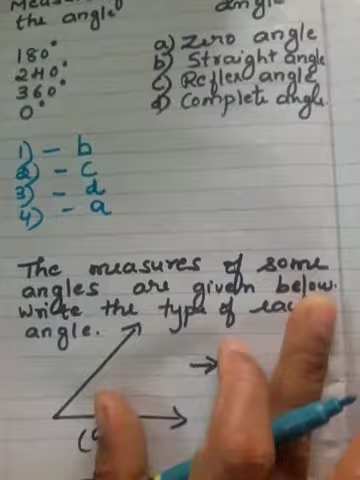 the angle
angle
180°
a) Zero angle
240°
b) Straight angle
360°
c) Reflex angle
0°
d) Complete angle.
1) – b
2) – c
3) – d
4) – a
The measures of some
angles are given below.
Write the type of
angle.